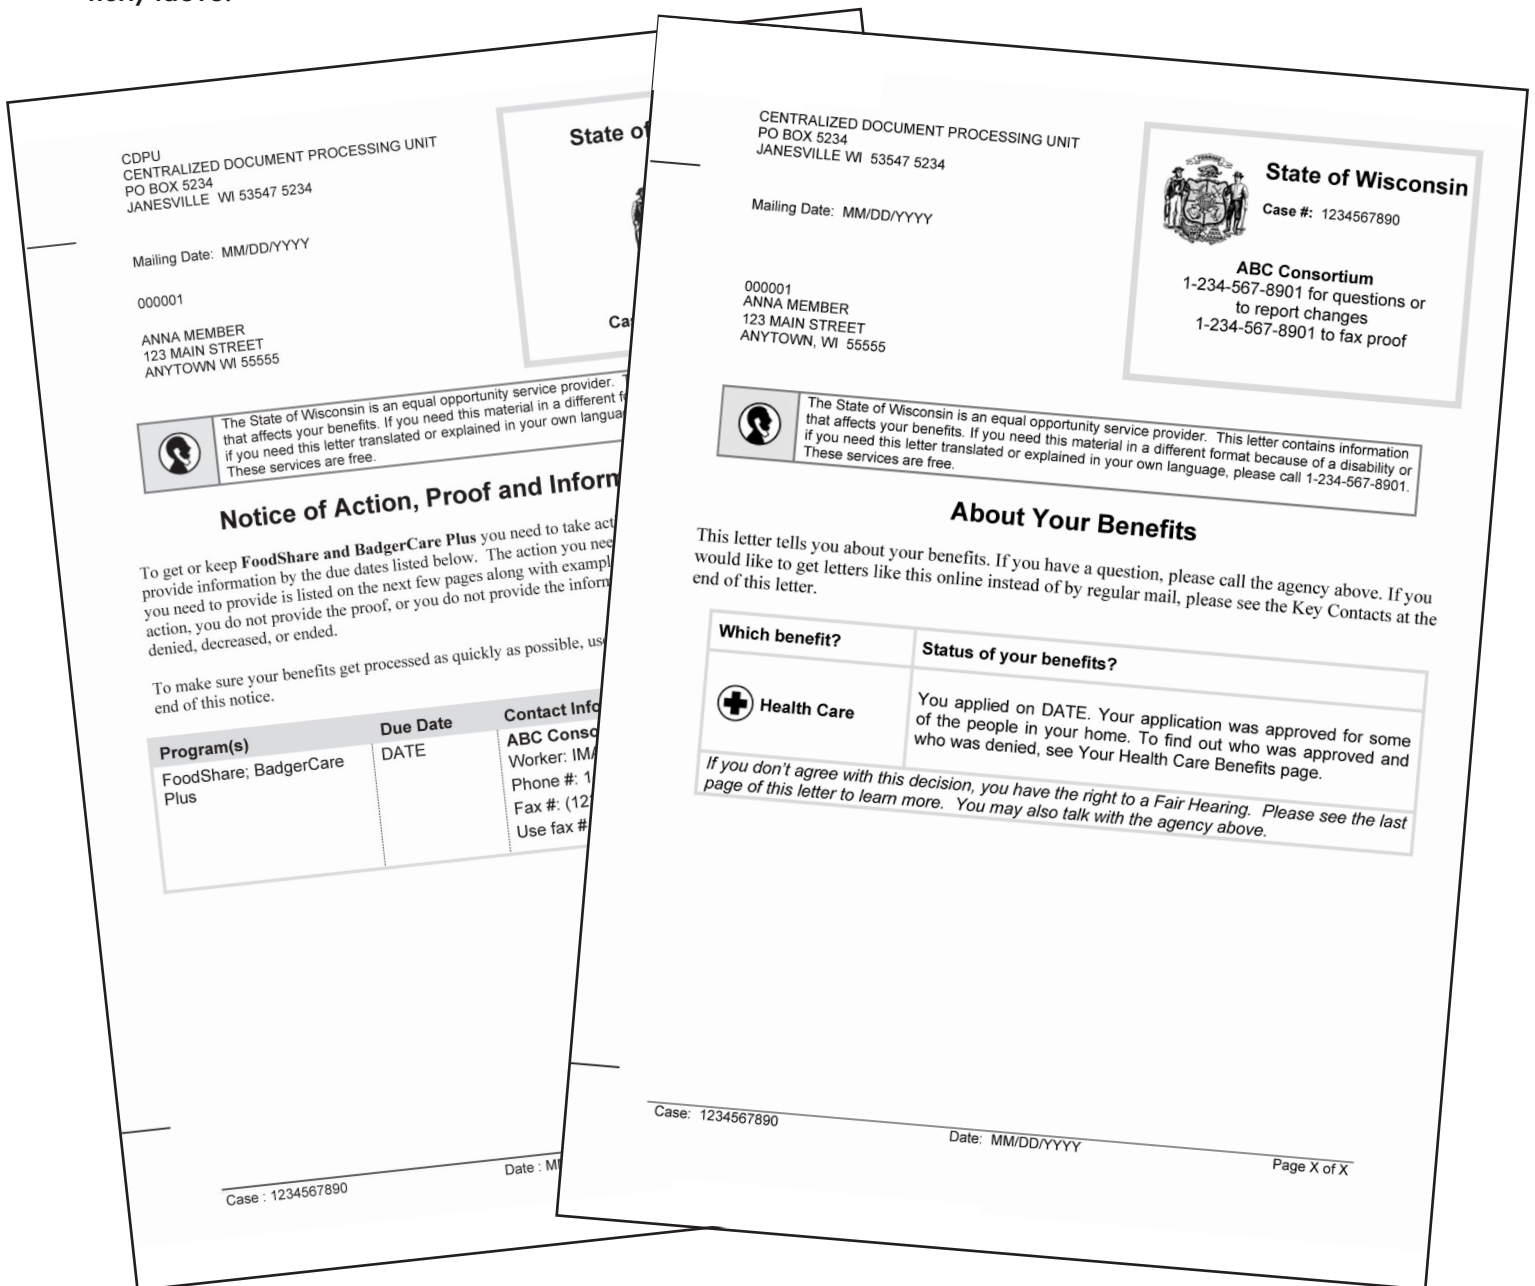 CDPU
CENTRALIZED DOCUMENT PROCESSING UNIT
PO BOX 5234
JANESVILLE WI 53547 5234
Mailing Date: MM/DD/YYYY
000001
ANNA MEMBER
123 MAIN STREET
ANYTOWN WI 55555
State of
The State of Wisconsin is an equal opportunity service provider.
that affects your benefits. If you need this material in a different
if you need this letter translated or explained in your own
These services are free.
Notice of Action, Proof and
To get or keep FoodShare and BadgerCare Plus you need to take
provide information by the due dates listed below. The action you
you need to provide is listed on the next few pages along with
action, you do not provide the proof, or you do not provide the
denied, decreased, or ended.
To make sure your benefits get processed as quickly as possible,
end of this notice.
Program(s)
Due Date
Contact
FoodShare; BadgerCare
Plus
DATE
ABC
Worker:
Phone #: 1
Fax #: (12
Use fax #
Case : 1234567890
Date :
CENTRALIZED DOCUMENT PROCESSING UNIT
PO BOX 5234
JANESVILLE WI 53547 5234
Mailing Date: MM/DD/YYYY
000001
ANNA MEMBER
123 MAIN STREET
ANYTOWN, WI 55555
State of Wisconsin
Case #: 1234567890
ABC Consortium
1-234-567-8901 for questions or
to report changes
1-234-567-8901 to fax proof
The State of Wisconsin is an equal opportunity service provider. This letter contains information
that affects your benefits. If you need this material in a different format because of a disability or
if you need this letter translated or explained in your own language, please call 1-234-567-8901.
These services are free.
About Your Benefits
This letter tells you about your benefits. If you have a question, please call the agency above. If you
would like to get letters like this online instead of by regular mail, please see the Key Contacts at the
end of this letter.
Which benefit?
Status of your benefits?
Health Care
You applied on DATE. Your application was approved for some
of the people in your home. To find out who was approved and
who was denied, see Your Health Care Benefits page.
If you don't agree with this decision, you have the right to a Fair Hearing. Please see the last
page of this letter to learn more. You may also talk with the agency above.
Case: 1234567890
Date: MM/DD/YYYY
Page X of X